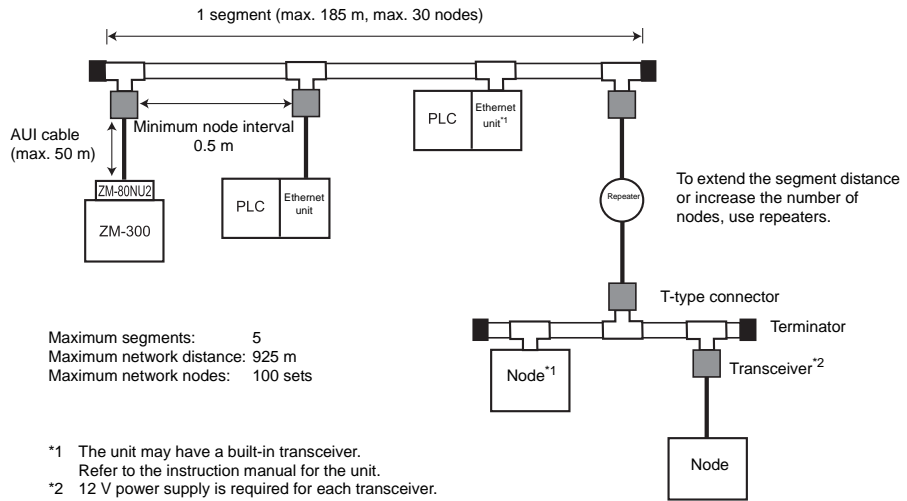 1 segment (max. 185 m, max. 30 nodes)
AUI cable
(max. 50 m)
Minimum node interval
0.5 m
PLC
Ethernet
unit*1
ZM-80NU2
ZM-300
PLC
Ethernet
unit
Repeater
To extend the segment distance
or increase the number of
nodes, use repeaters.
T-type connector
Terminator
Maximum segments: 5
Maximum network distance: 925 m
Maximum network nodes: 100 sets
Node*1
Transceiver*2
Node
*1 The unit may have a built-in transceiver.
Refer to the instruction manual for the unit.
*2 12 V power supply is required for each transceiver.